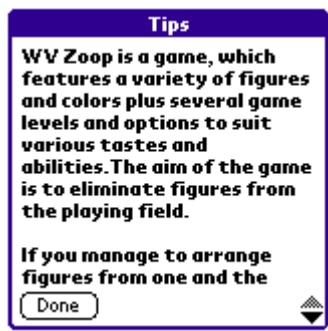 Tips
WV Zoop is a game, which
features a variety of figures
and colors plus several game
levels and options to suit
various tastes and
abilities.The aim of the game
is to eliminate figures from
the playing field.
If you manage to arrange
figures from one and the
Done